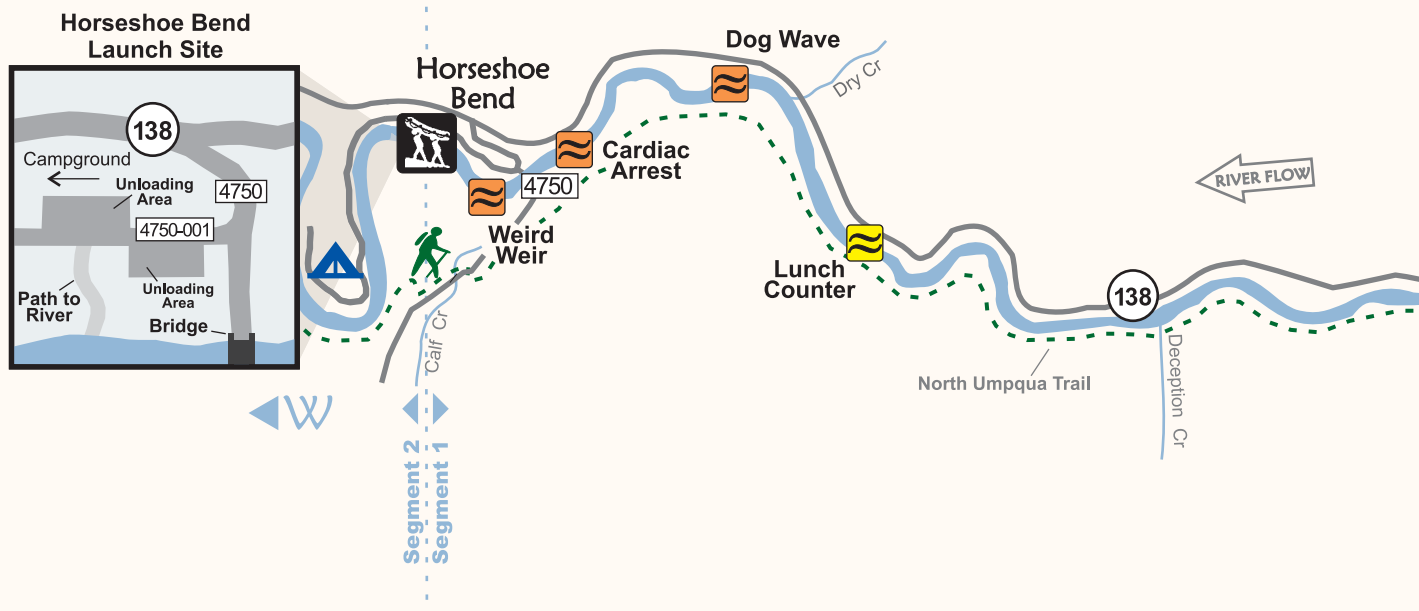 Horseshoe Bend
Launch Site
138
Campground
Unloading
Area
4750
4750-001
Unloading
Area
Path to
River
Bridge
Horseshoe
Bend
Dog Wave
Dry Cr
Cardiac
Arrest
4750
Weird
Weir
Lunch
Counter
RIVER FLOW
138
North Umpqua Trail
Calf Cr
Deception Cr
W
Segment 2
Segment 1